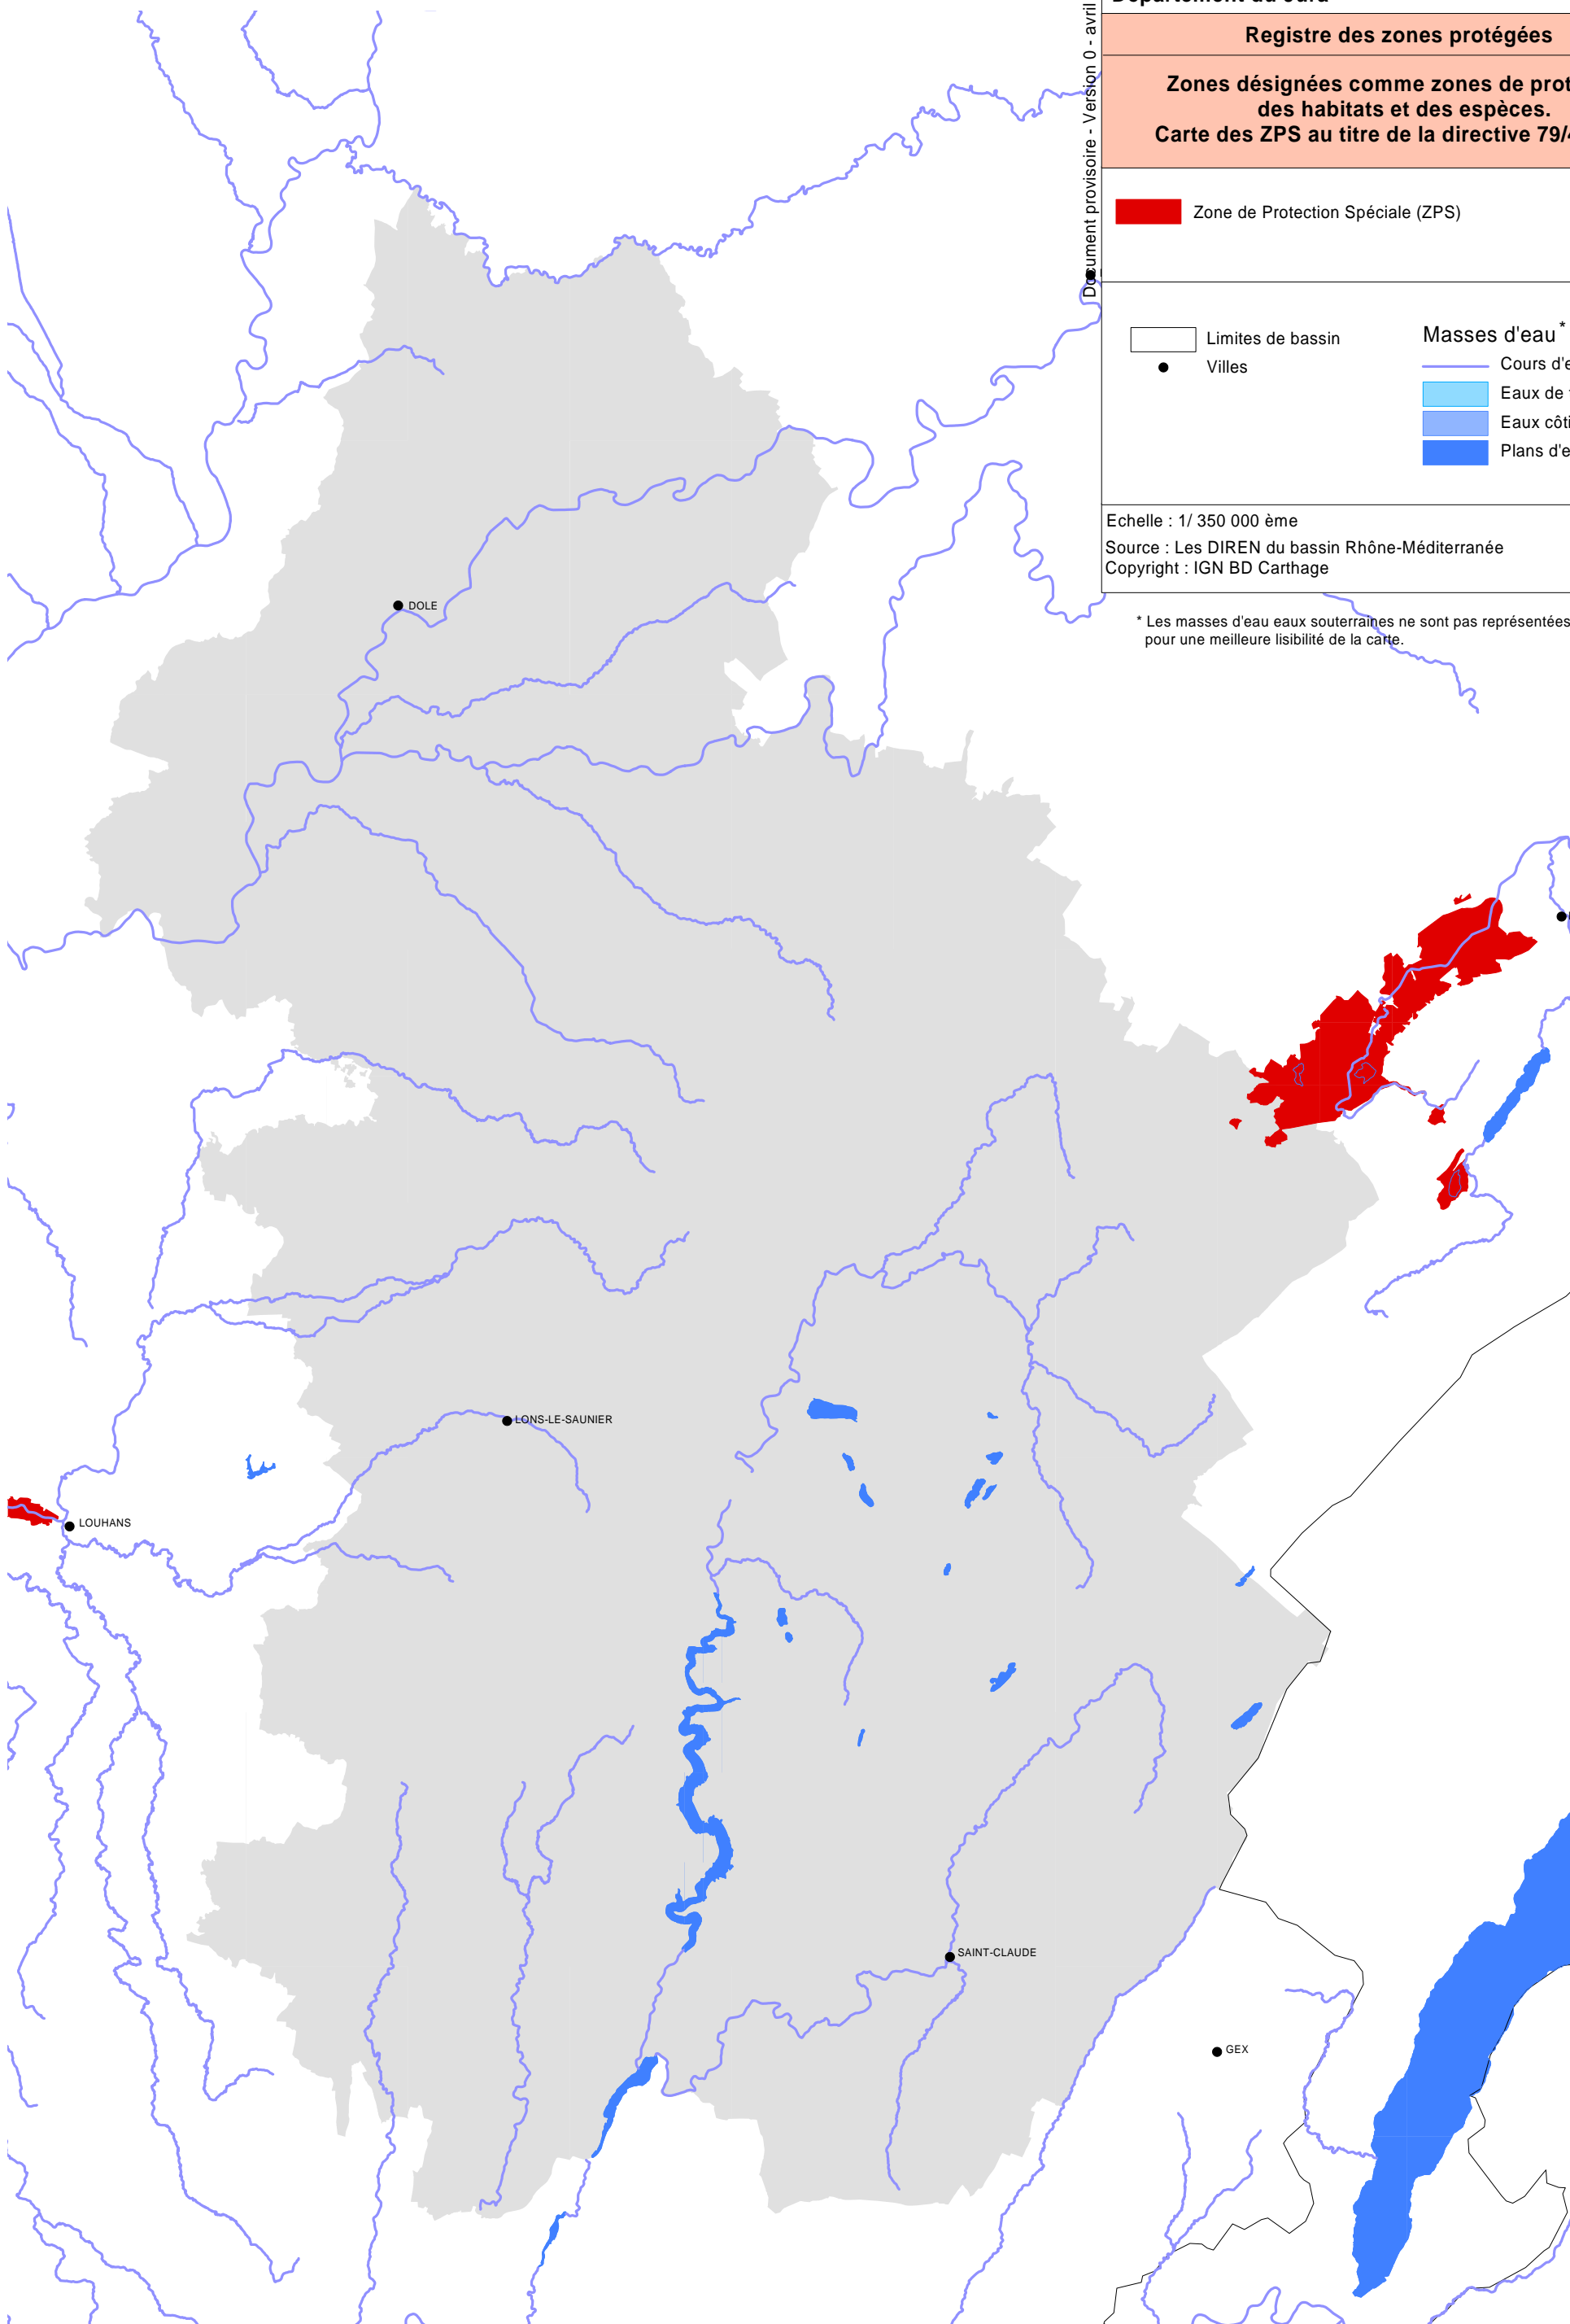 Département du Jura
Registre des zones protégées
Zones désignées comme zones de prot
des habitats et des espèces.
Carte des ZPS au titre de la directive 79/4
Document provisoire - Version 0 - avril
Zone de Protection Spéciale (ZPS)
Limites de bassin
Villes
Masses d'eau*
Cours d'e
Eaux de t
Eaux côti
Plans d'e
Echelle : 1/ 350 000 ème
Source : Les DIREN du bassin Rhône-Méditerranée
Copyright : IGN BD Carthage
* Les masses d'eau eaux souterraines ne sont pas représentées
pour une meilleure lisibilité de la carte.
DOLE
LONS-LE-SAUNIER
LOUHANS
SAINT-CLAUDE
GEX